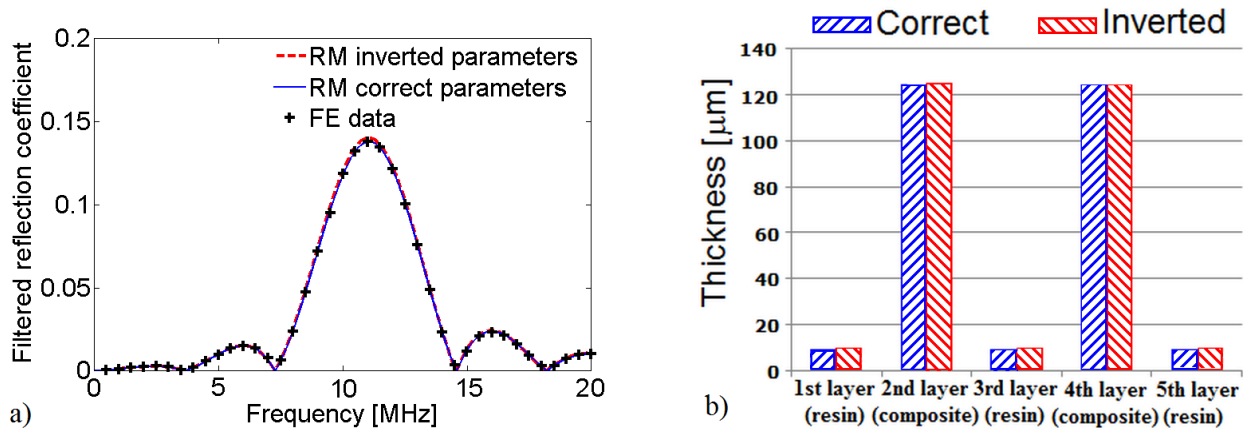 0.2
0.15
0.1
0.05
0
0
5
10
15
20
Filtered reflection coefficient
Frequency [MHz]
RM inverted parameters
RM correct parameters
FE data
a)
Correct
Inverted
140
120
100
80
60
40
20
0
Thickness [μm]
1st layer
(resin)
2nd layer
(composite)
3rd layer
(resin)
4th layer
(composite)
5th layer
(resin)
b)